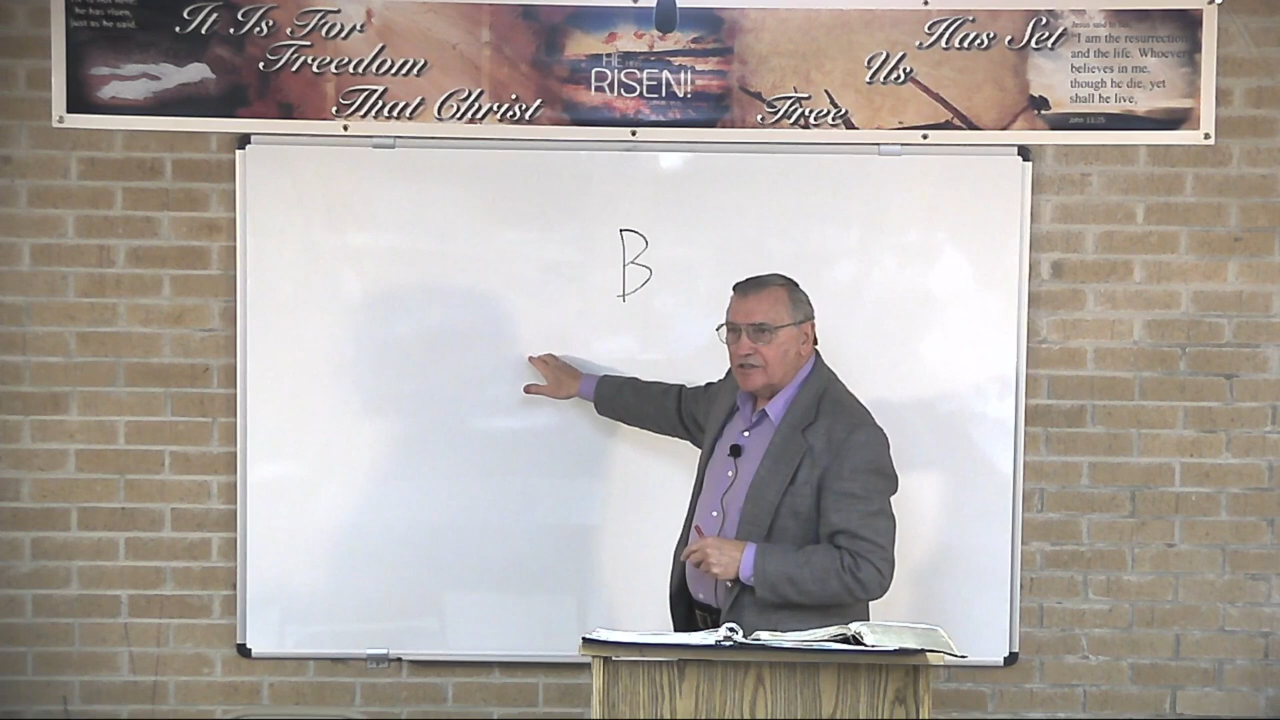 he has risen,
just as he said.
It Is For
Freedom
That Christ
HE
RISEN!
Free
Us
Has Set
"I am the resurrection
and the life. Whoever
believes in me,
though he die, yet
shall he live,
John 11:25
B